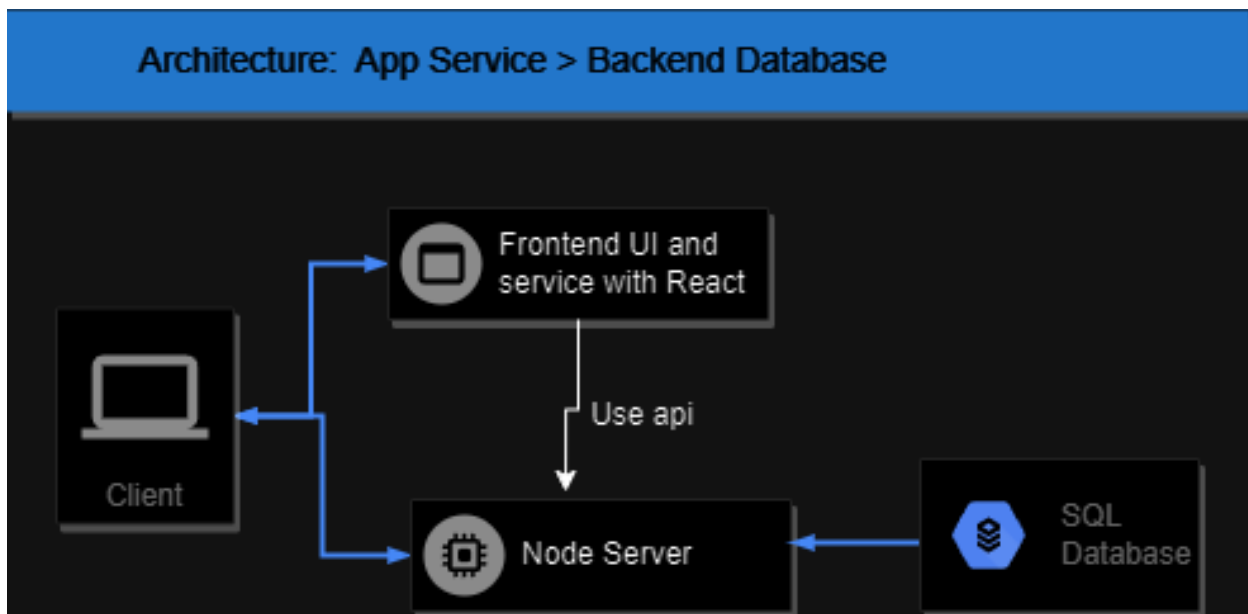 Architecture: App Service > Backend Database
Frontend UI and
service with React
Use api
Client
Node Server
SQL
Database